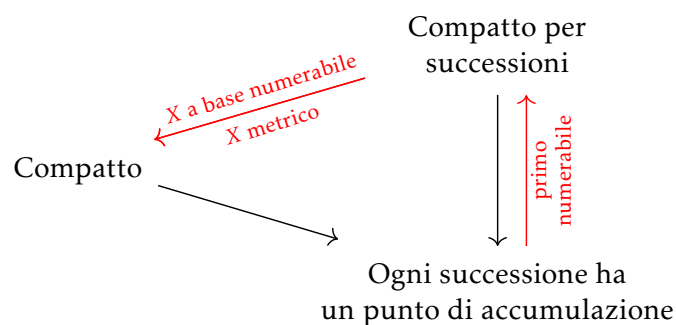 Compatto per
successioni
X a base numerabile
X metrico
primo
numerabile
Compatto
Ogni successione ha
un punto di accumulazione